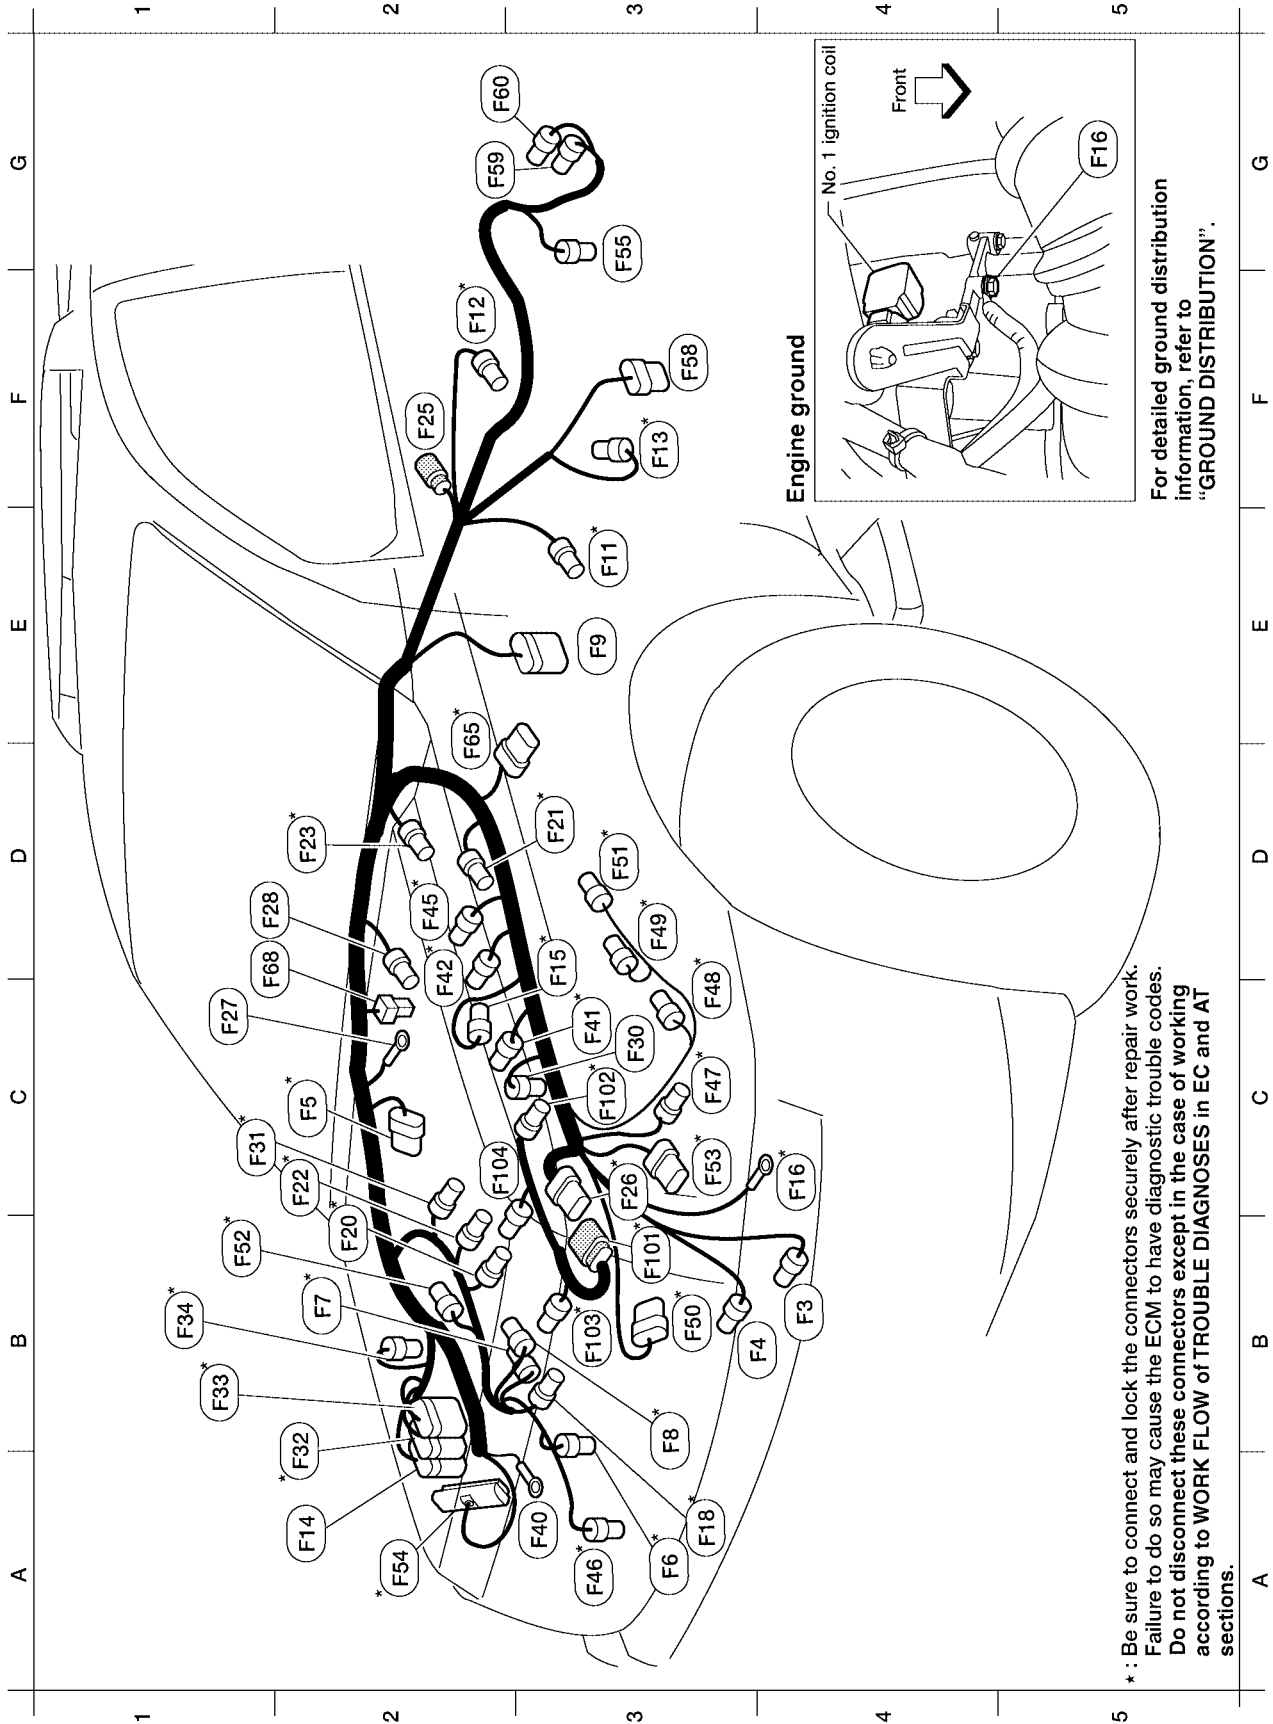 1
2
3
4
5
G
F
E
D
C
B
A
F60
F59
F55
F12*
F25
F58
F13*
F11*
F9
F65*
F23*
F21*
F28
F45*
F51*
F68
F42*
F15*
F49*
F27
F48*
F41*
F30
F5*
F102*
F47*
F31*
F104
F53*
F22*
F26*
F16*
F20*
F52*
F101*
F7*
F34*
F103*
F50*
F4
F3
F33*
F32*
F8*
F14
F40
F18*
F54*
F46*
F6*
Engine ground
No. 1 ignition coil
Front
F16
For detailed ground distribution
information, refer to
“GROUND DISTRIBUTION”.
* : Be sure to connect and lock the connectors securely after repair work.
Failure to do so may cause the ECM to have diagnostic trouble codes.
Do not disconnect these connectors except in the case of working
according to WORK FLOW of TROUBLE DIAGNOSES in EC and AT
sections.
1
2
3
4
5
G
F
E
D
C
B
A